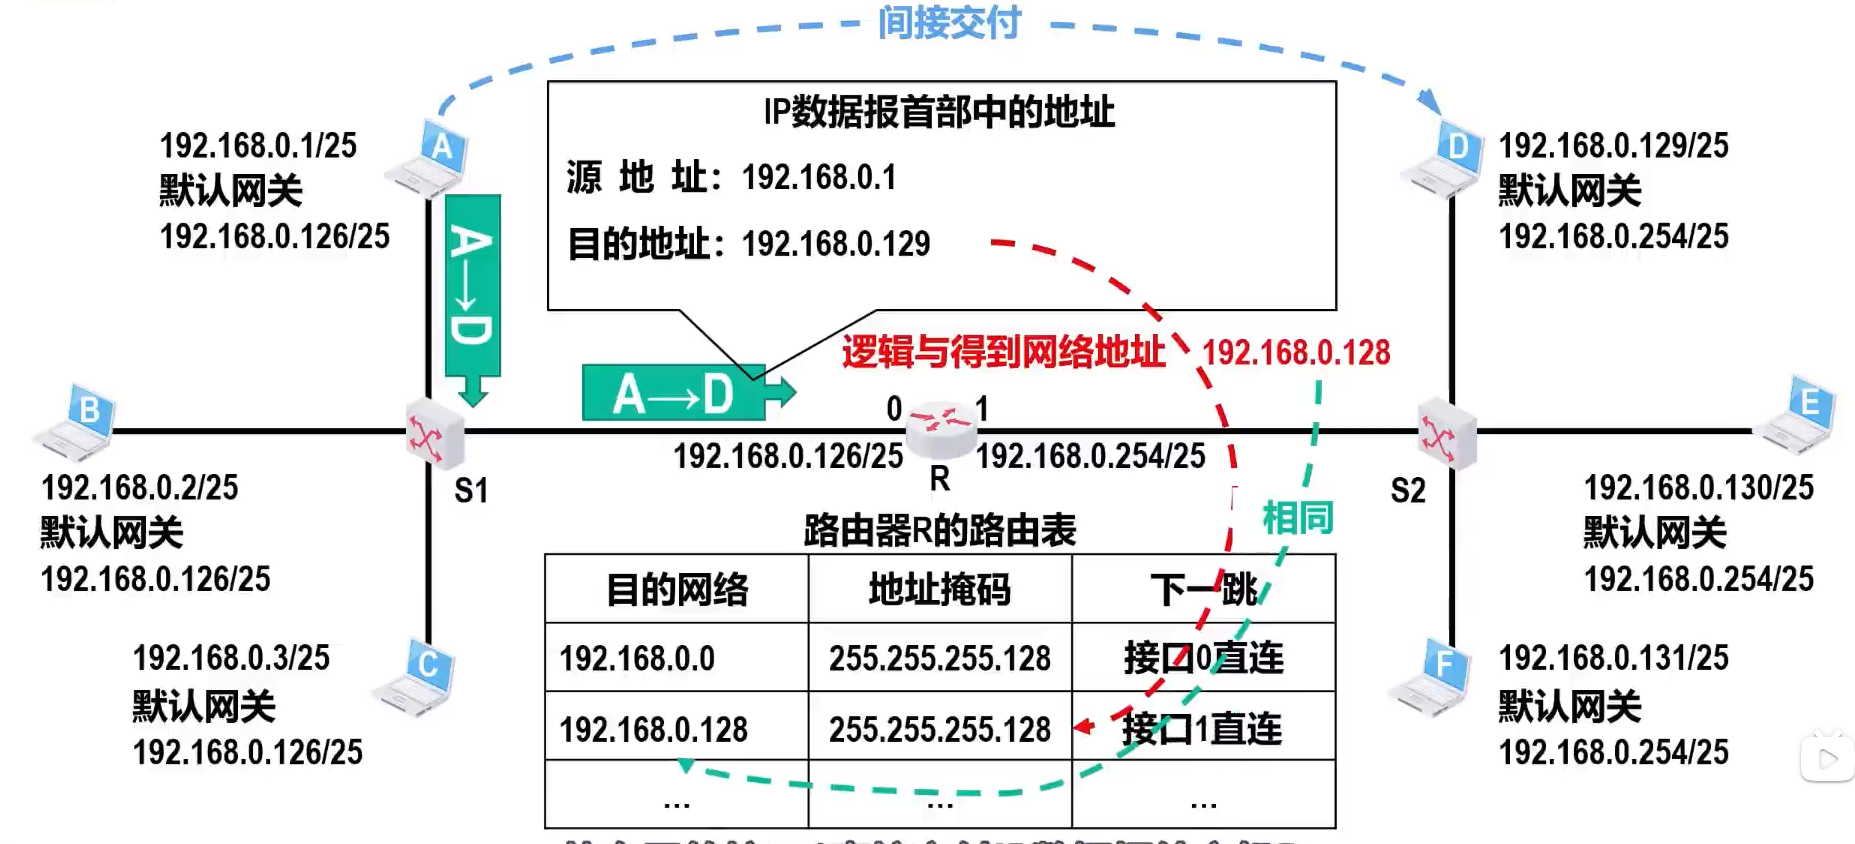 间接交付
IP数据报首部中的地址
源 地 址：192.168.0.1
目的地址：192.168.0.129
A
192.168.0.1/25
默认网关
192.168.0.126/25
D
192.168.0.129/25
默认网关
192.168.0.254/25
A→D
逻辑与得到网络地址 192.168.0.128
A→D
B
192.168.0.2/25
默认网关
192.168.0.126/25
S1
0
1
192.168.0.126/25
192.168.0.254/25
R
S2
E
192.168.0.130/25
默认网关
192.168.0.254/25
相同
C
192.168.0.3/25
默认网关
192.168.0.126/25
F
192.168.0.131/25
默认网关
192.168.0.254/25
路由器R的路由表
目的网络 地址掩码 下一跳
192.168.0.0 255.255.255.128 接口0直连
192.168.0.128 255.255.255.128 接口1直连
... ... ...